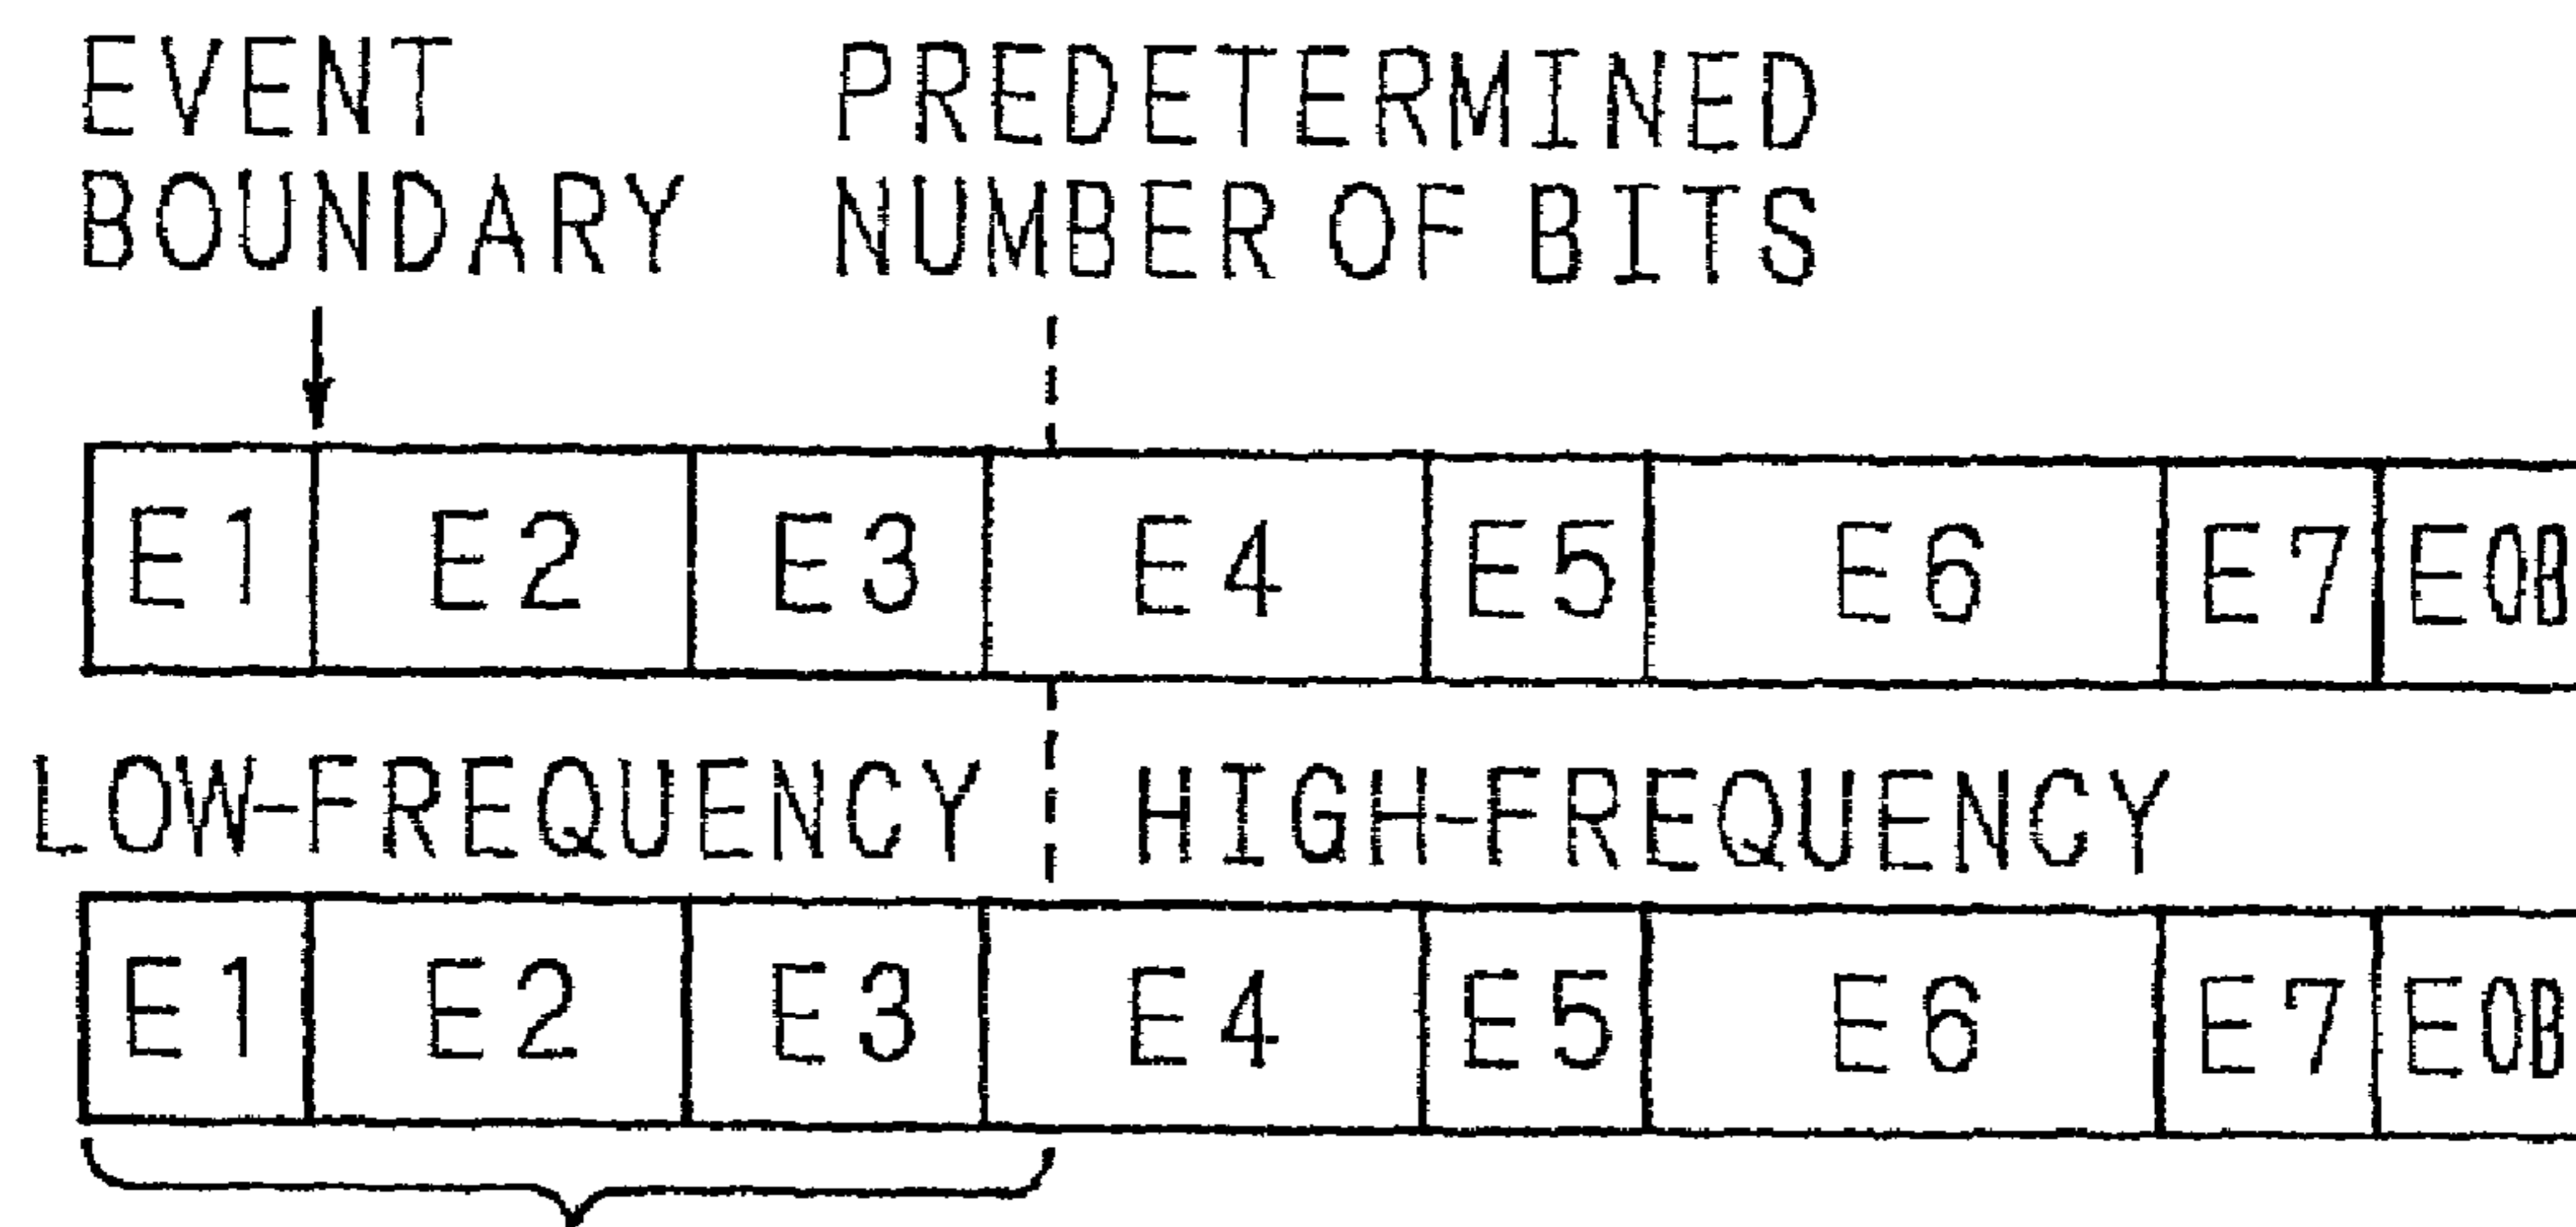 EVENT
BOUNDARY
PREDETERMINED
NUMBER OF BITS
E1 E2 E3 E4 E5 E6 E7 EOB
LOW-FREQUENCY HIGH-FREQUENCY
E1 E2 E3 E4 E5 E6 E7 EOB